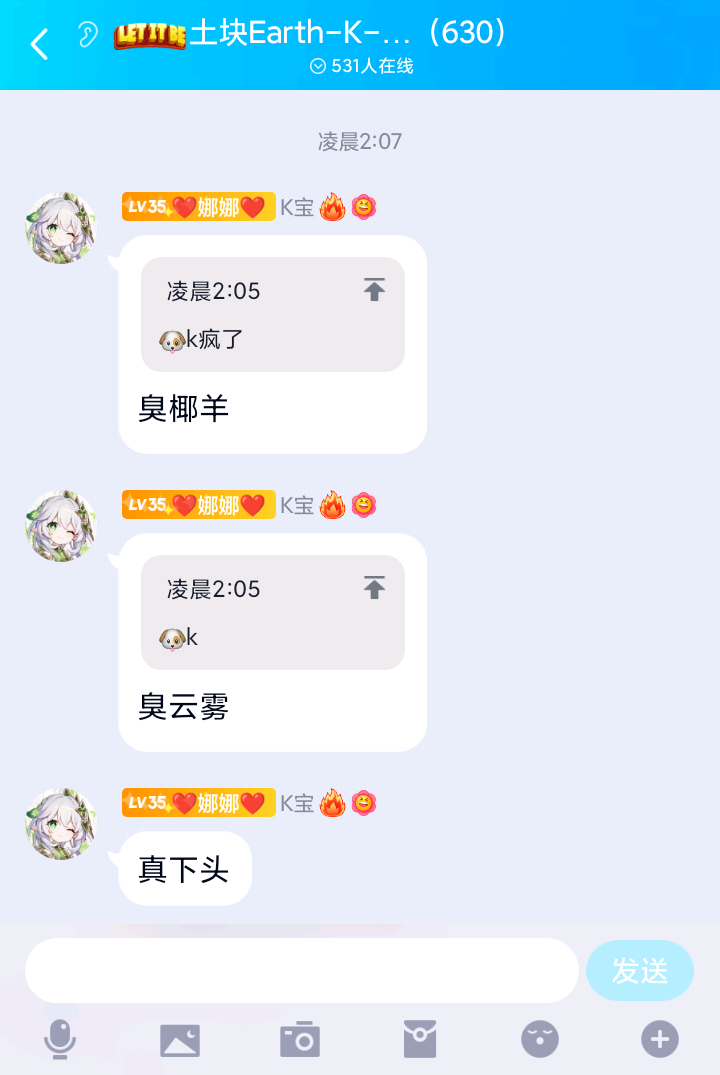 LET IT BE土块Earth-K-...（630）
531人在线
凌晨2:07
LV35❤️娜娜❤️ K宝🔥
凌晨2:05
🐶k疯了
臭椰羊
LV35❤️娜娜❤️ K宝🔥
凌晨2:05
🐶k
臭云雾
LV35❤️娜娜❤️ K宝🔥
真下头
发送